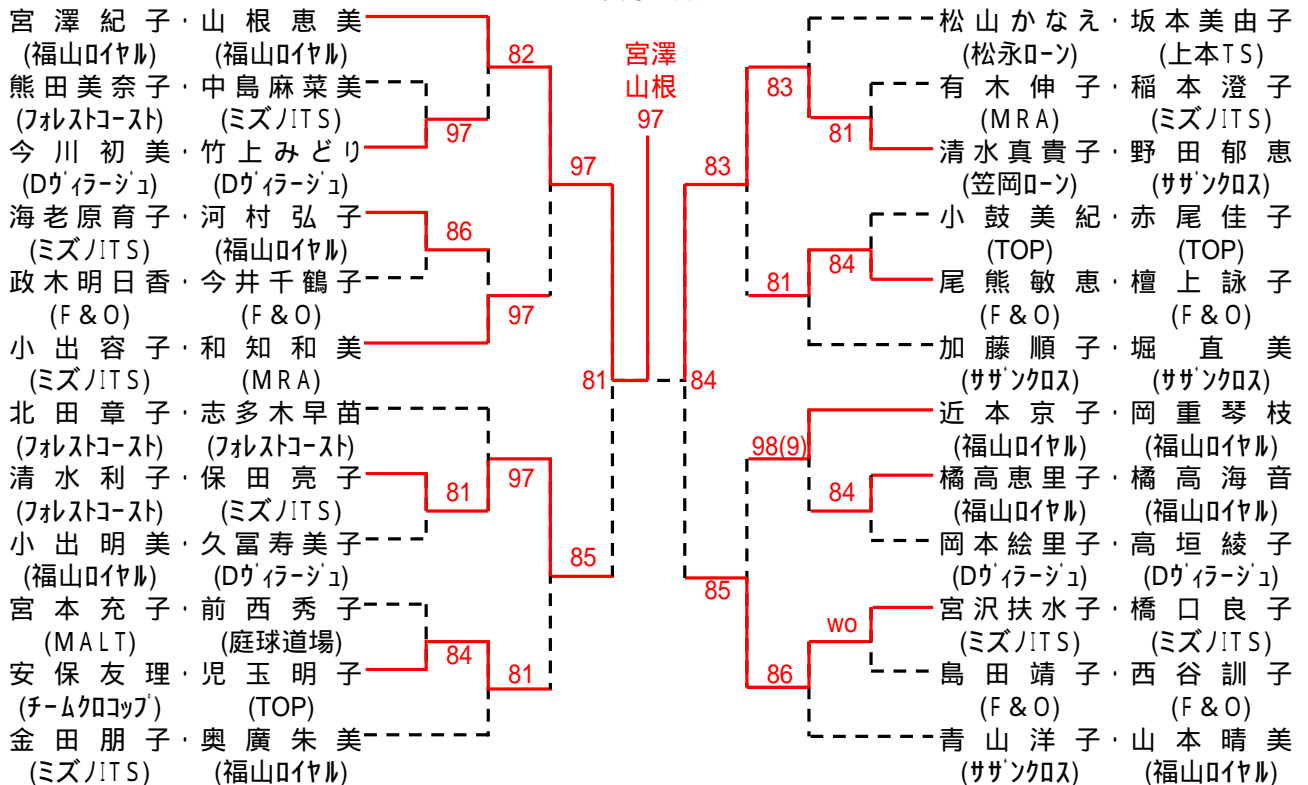 宮澤紀子・山根恵美
(福山ロイヤル) (福山ロイヤル)
82
熊田美奈子・中島麻菜美
(フォレストコースト) (ミズノITS)
97
今川初美・竹上みどり
(Dヴィラージュ) (Dヴィラージュ)
97
海老原育子・河村弘子
(ミズノITS) (福山ロイヤル)
86
政木明日香・今井千鶴子
(F&O) (F&O)
97
小出容子・和知和美
(ミズノITS) (MRA)
81
北田章子・志多木早苗
(フォレストコースト) (フォレストコースト)
97
清水利子・保田亮子
(フォレストコースト) (ミズノITS)
81
小出明美・久冨寿美子
(福山ロイヤル) (Dヴィラージュ)
85
宮本充子・前西秀子
(MALT) (庭球道場)
84
安保友理・児玉明子
(チームクロコップ) (TOP)
81
金田朋子・奥廣朱美
(ミズノITS) (福山ロイヤル)
宮澤
山根
97
松山かなえ・坂本美由子
(松永ローン) (上本TS)
83
有木伸子・稲本澄子
(MRA) (ミズノITS)
81
清水真貴子・野田郁恵
(笠岡ローン) (サザンクロス)
83
小鼓美紀・赤尾佳子
(TOP) (TOP)
84
尾熊敏恵・檀上詠子
(F&O) (F&O)
81
加藤順子・堀直美
(サザンクロス) (サザンクロス)
84
近本京子・岡重琴枝
(福山ロイヤル) (福山ロイヤル)
98(9)
橘高恵里子・橘高海音
(福山ロイヤル) (福山ロイヤル)
84
岡本絵里子・高垣綾子
(Dヴィラージュ) (Dヴィラージュ)
85
宮沢扶水子・橋口良子
(ミズノITS) (ミズノITS)
wo
島田靖子・西谷訓子
(F&O) (F&O)
86
青山洋子・山本晴美
(サザンクロス) (福山ロイヤル)